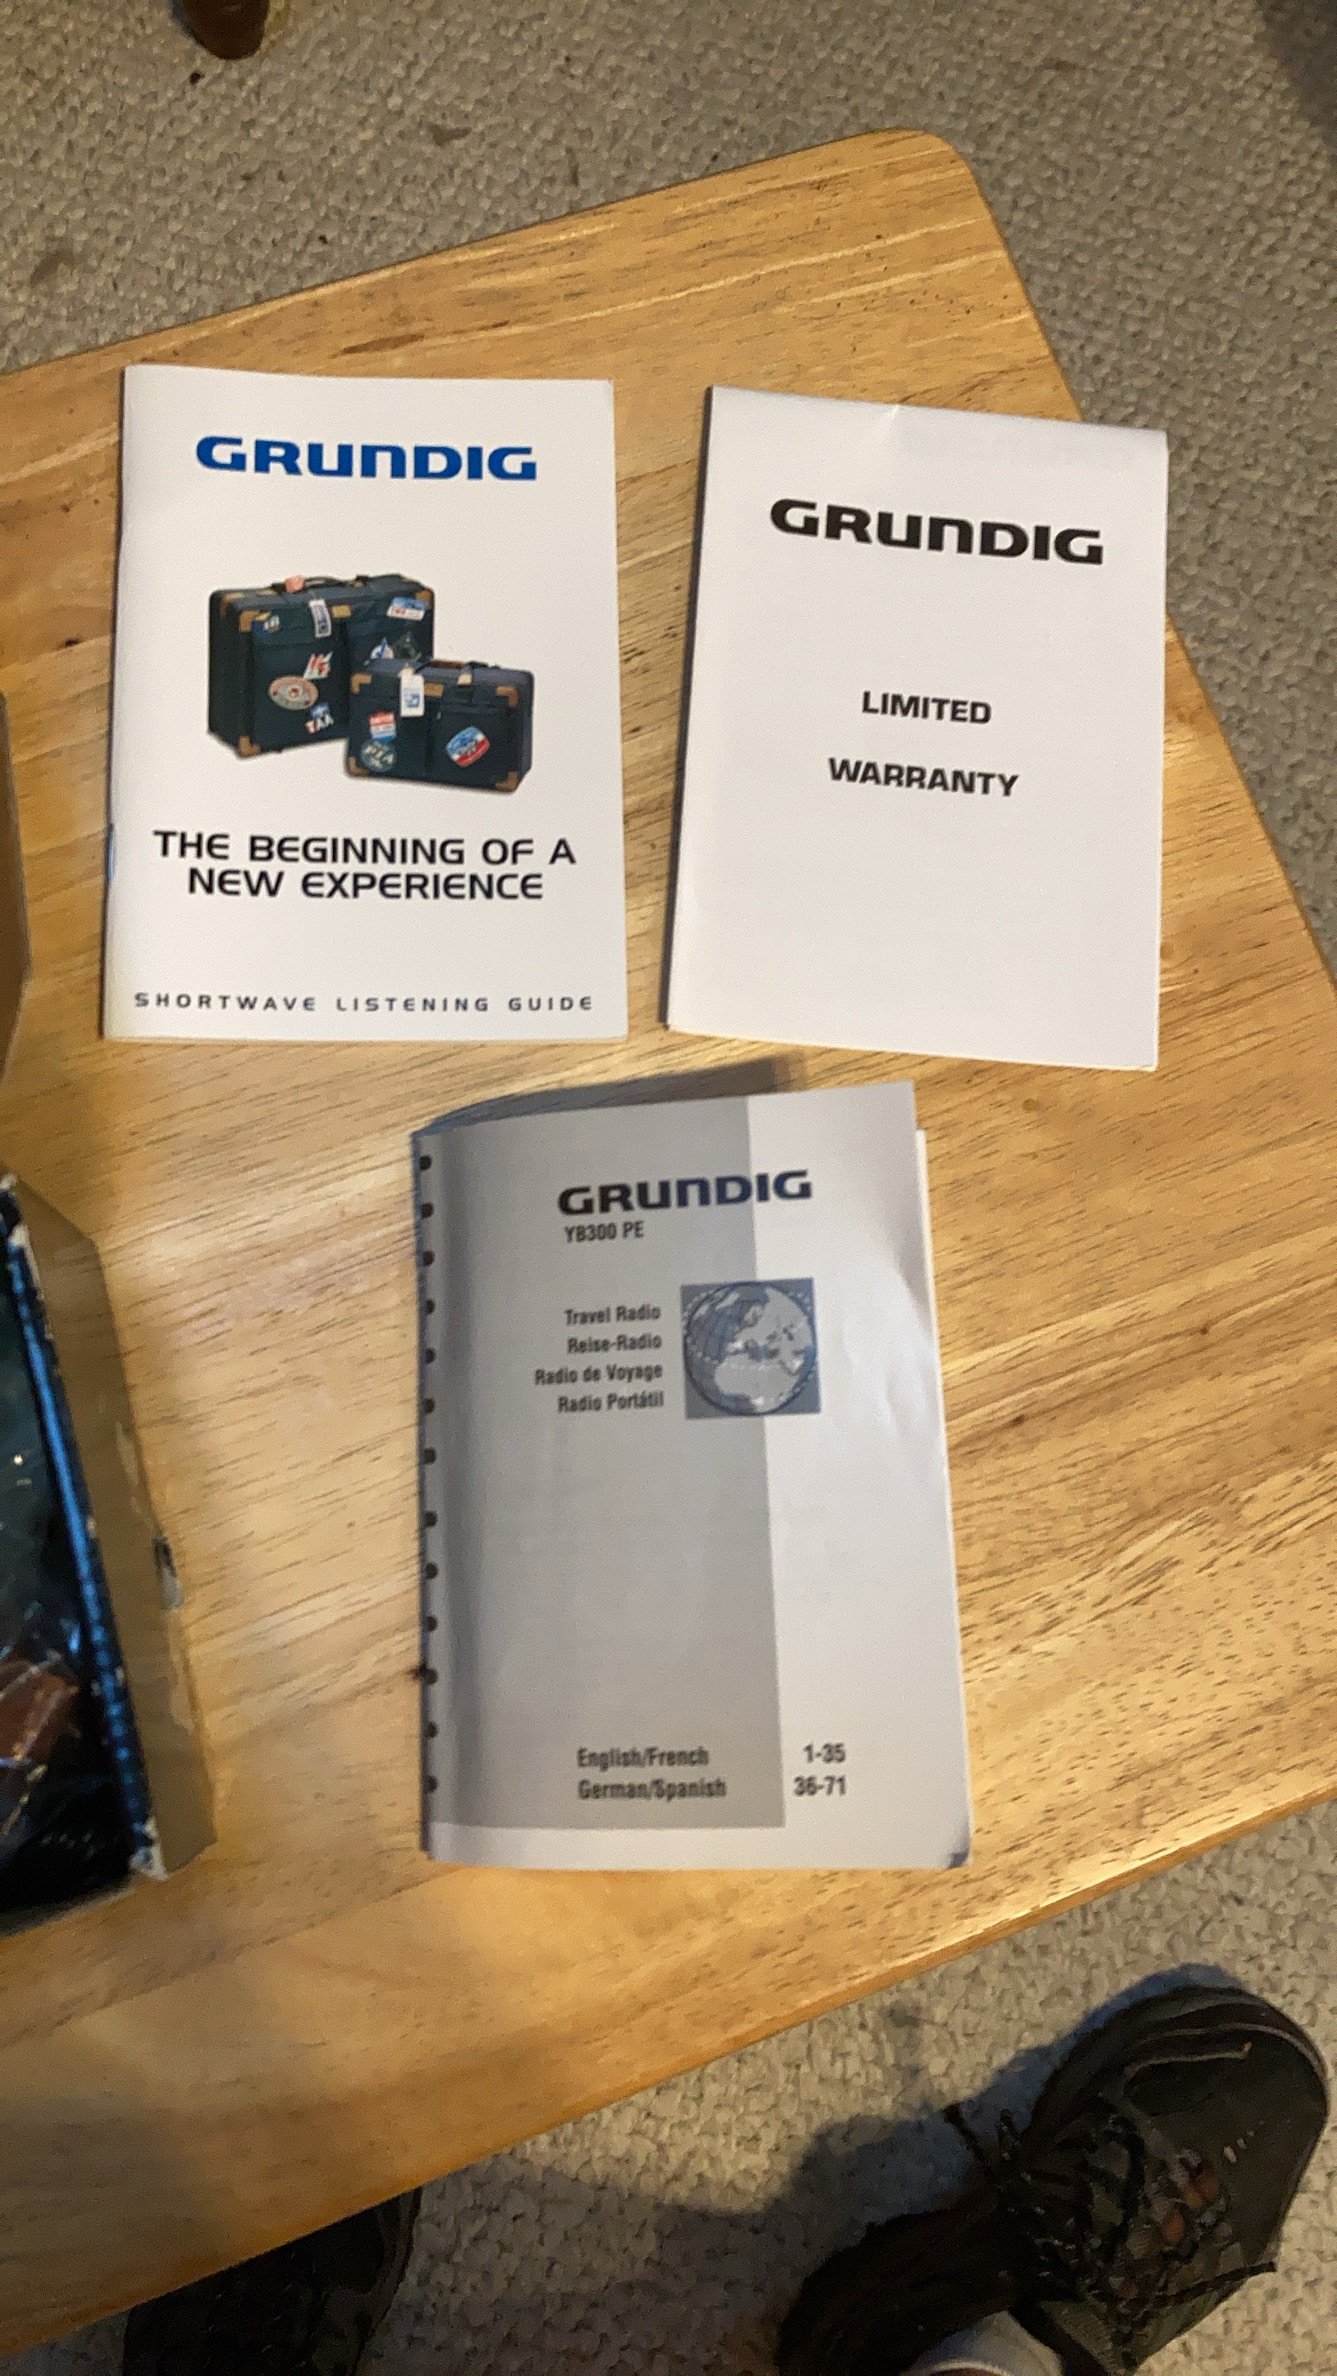 GRUNDIG
TAA
THE BEGINNING OF A
NEW EXPERIENCE
SHORTWAVE LISTENING GUIDE
GRUNDIG
LIMITED
WARRANTY
GRUNDIG
YB300 PE
Travel Radio
Reise-Radio
Radio de Voyage
Radio Portátil
English/French 1-35
German/Spanish 36-71